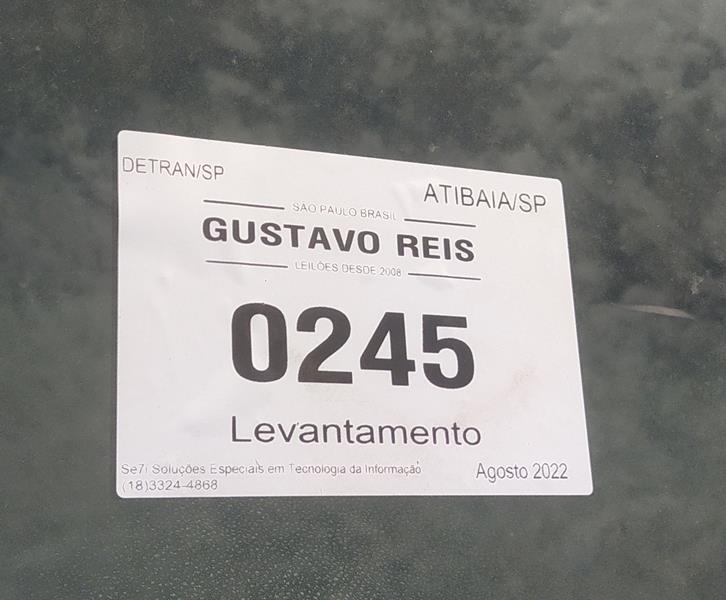 DETRAN/SP
ATIBAIA/SP
SÃO PAULO BRASIL
GUSTAVO REIS
LEILÕES DESDE 2008
0245
Levantamento
Se7i Soluções Especiais em Tecnologia da Informação
(18)3324-4868
Agosto 2022